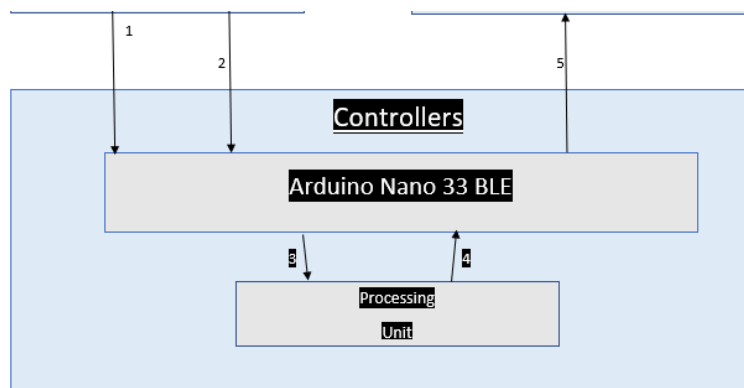 1
2
5
Controllers
Arduino Nano 33 BLE
3
4
Processing
Unit